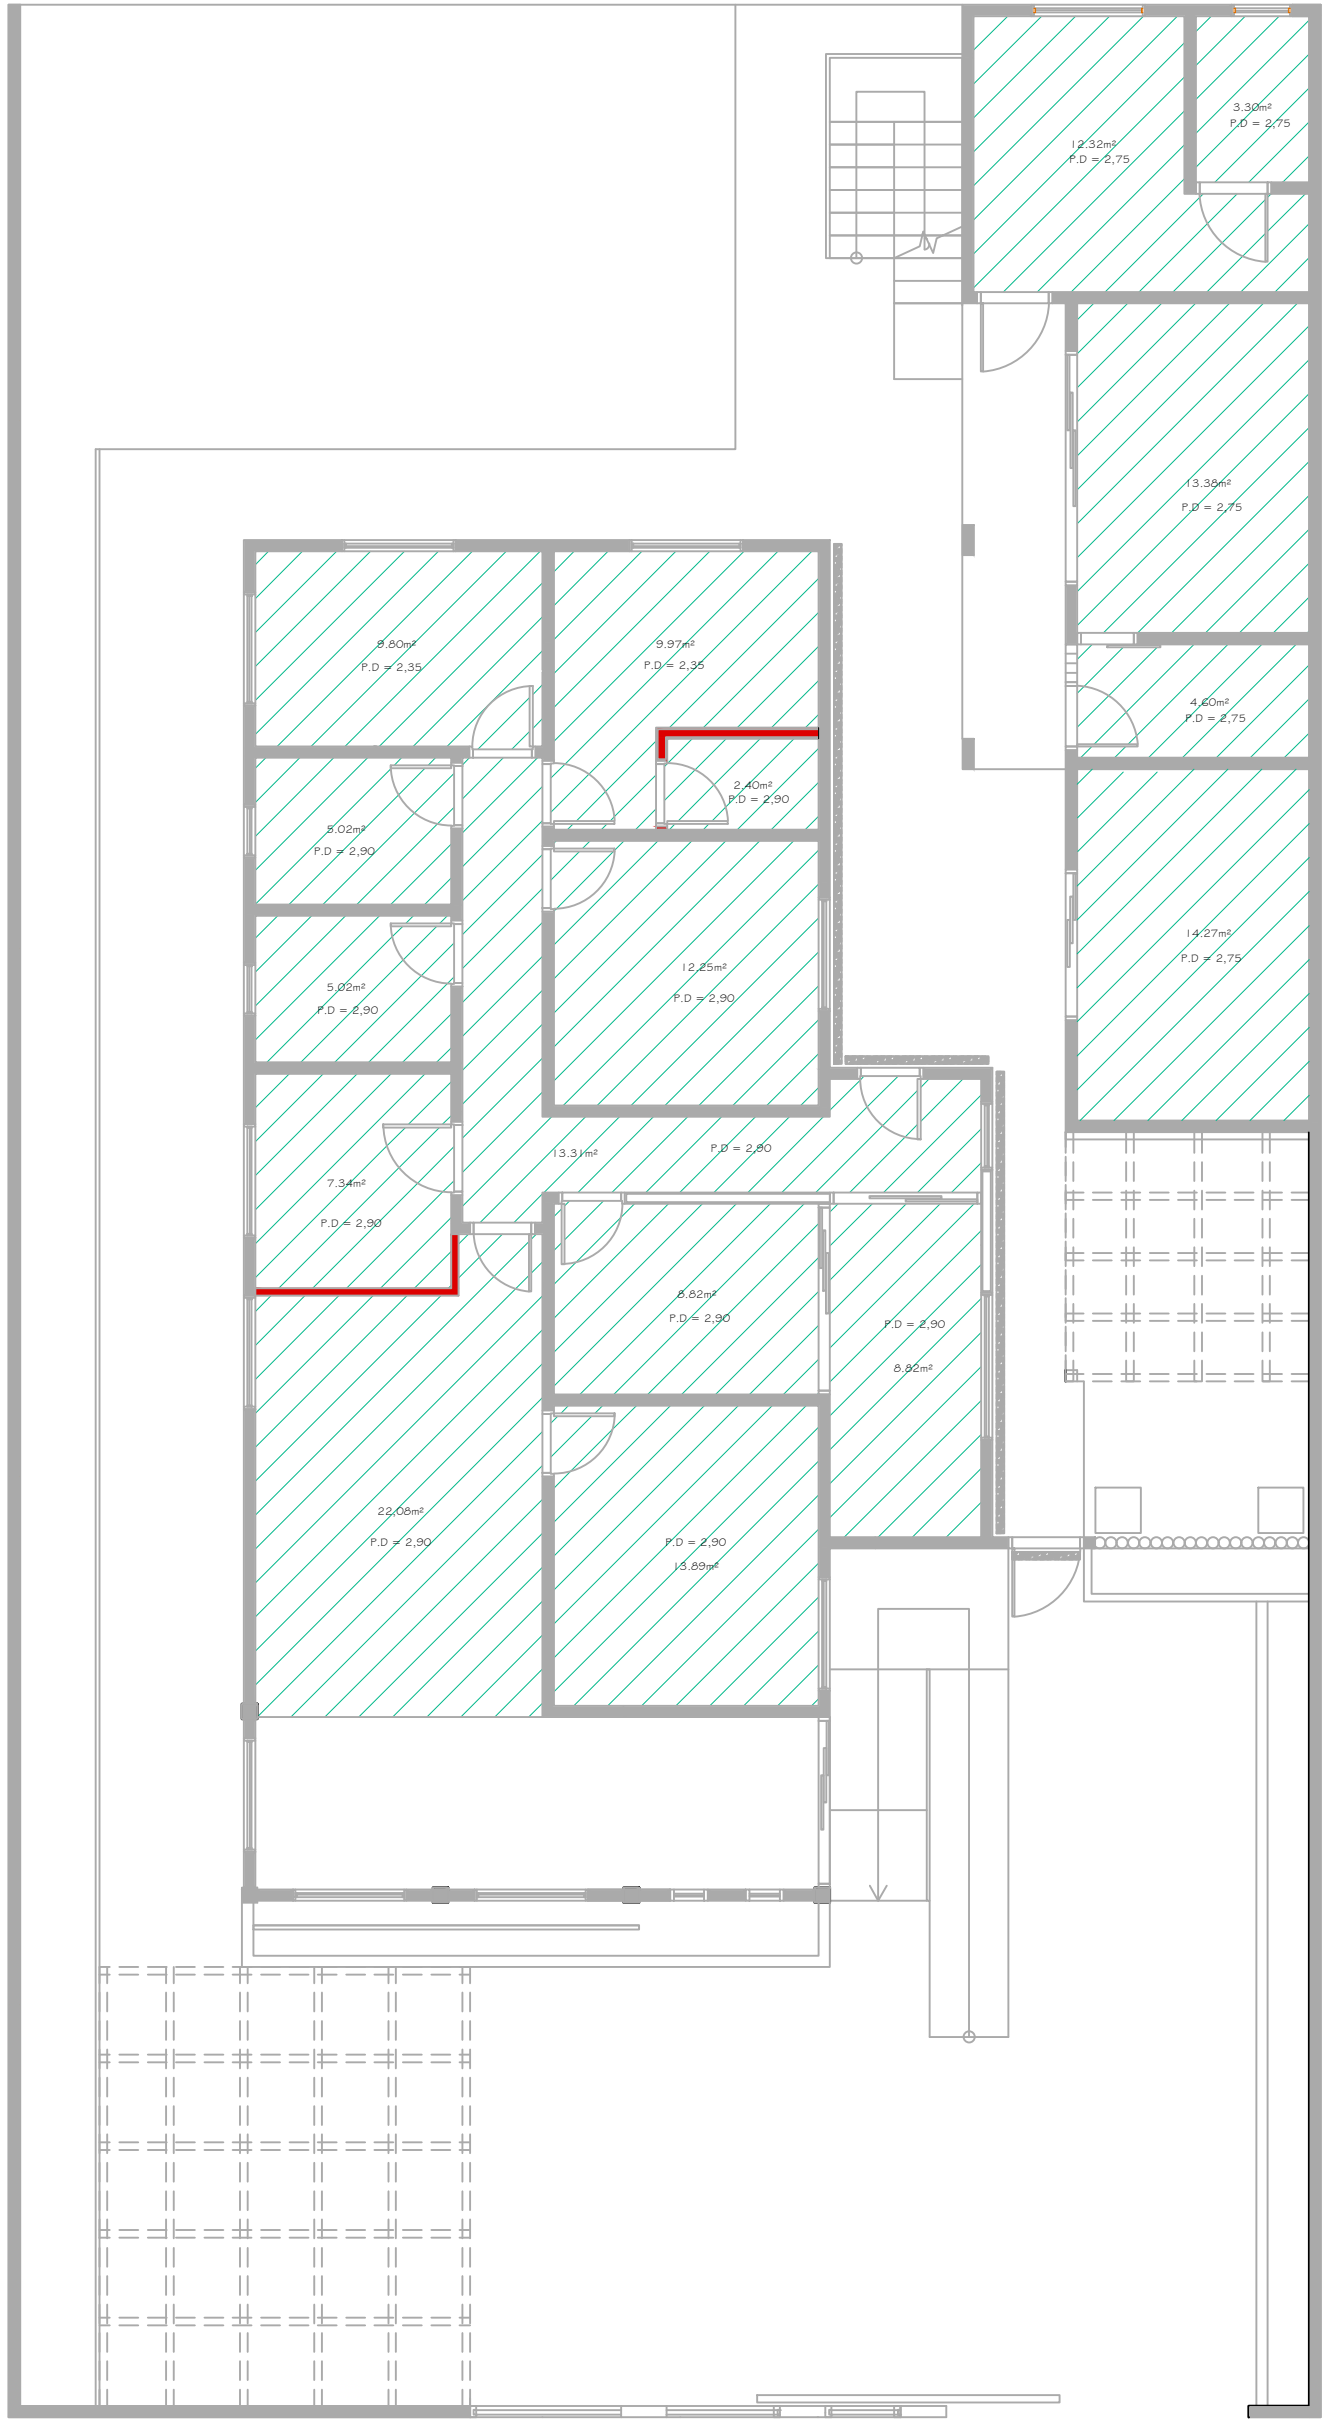 3.30m²
P.D = 2,75
12.32m²
P.D = 2,75
13.38m²
P.D = 2,75
9.80m²
P.D = 2,35
9.97m²
P.D = 2,35
4.60m²
P.D = 2,75
2.40m²
P.D = 2,90
5.02m²
P.D = 2,90
14.27m²
P.D = 2,75
12.25m²
P.D = 2,90
5.02m²
P.D = 2,90
13.31m²
P.D = 2,90
7.34m²
P.D = 2,90
8.82m²
P.D = 2,90
P.D = 2,90
8.82m²
22,08m²
P.D = 2,90
P.D = 2,90
13.89m²